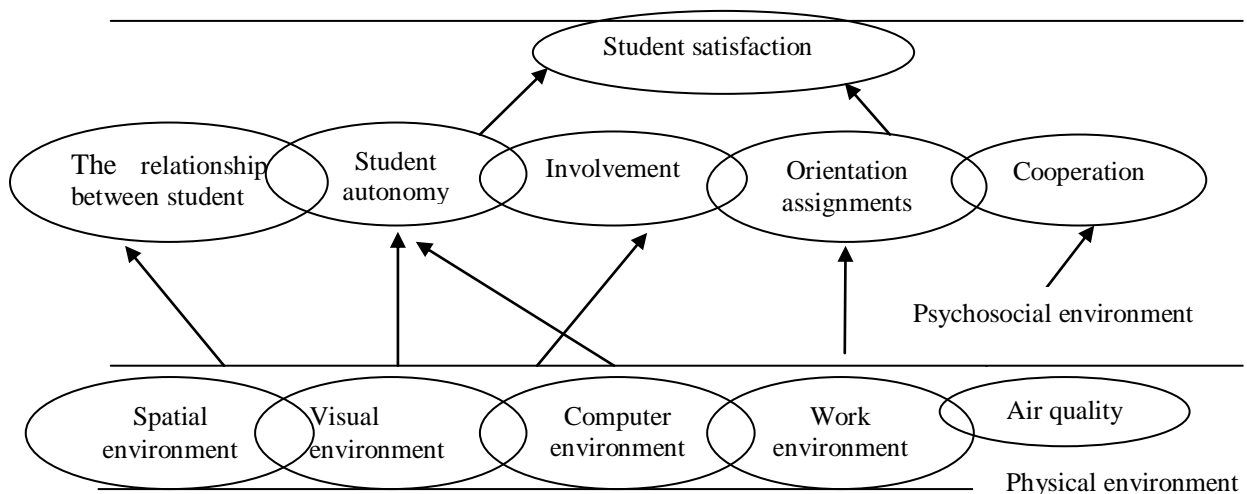 Student satisfaction
The relationship
between student
Student
autonomy
Involvement
Orientation
assignments
Cooperation
Psychosocial environment
Spatial
environment
Visual
environment
Computer
environment
Work
environment
Air quality
Physical environment